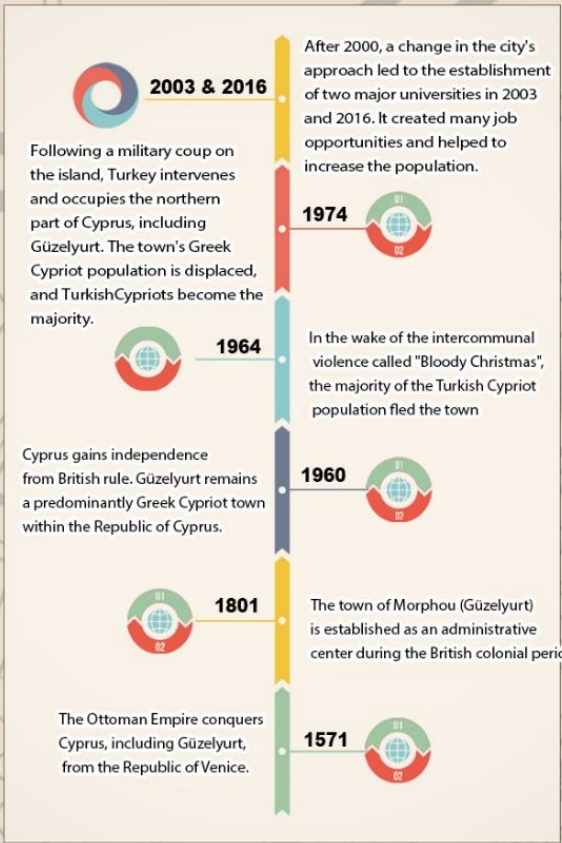 2003 & 2016
After 2000, a change in the city's
approach led to the establishment
of two major universities in 2003
and 2016. It created many job
opportunities and helped to
increase the population.
Following a military coup on
the island, Turkey intervenes
and occupies the northern
part of Cyprus, including
Güzelyurt. The town's Greek
Cypriot population is displaced,
and TurkishCypriots become the
majority.
1974
01
02
1964
In the wake of the intercommunal
violence called "Bloody Christmas",
the majority of the Turkish Cypriot
population fled the town
Cyprus gains independence
from British rule. Güzelyurt remains
a predominantly Greek Cypriot town
within the Republic of Cyprus.
1960
01
02
01
02
1801
The town of Morphou (Güzelyurt)
is established as an administrative
center during the British colonial perio
The Ottoman Empire conquers
Cyprus, including Güzelyurt,
from the Republic of Venice.
1571
01
02